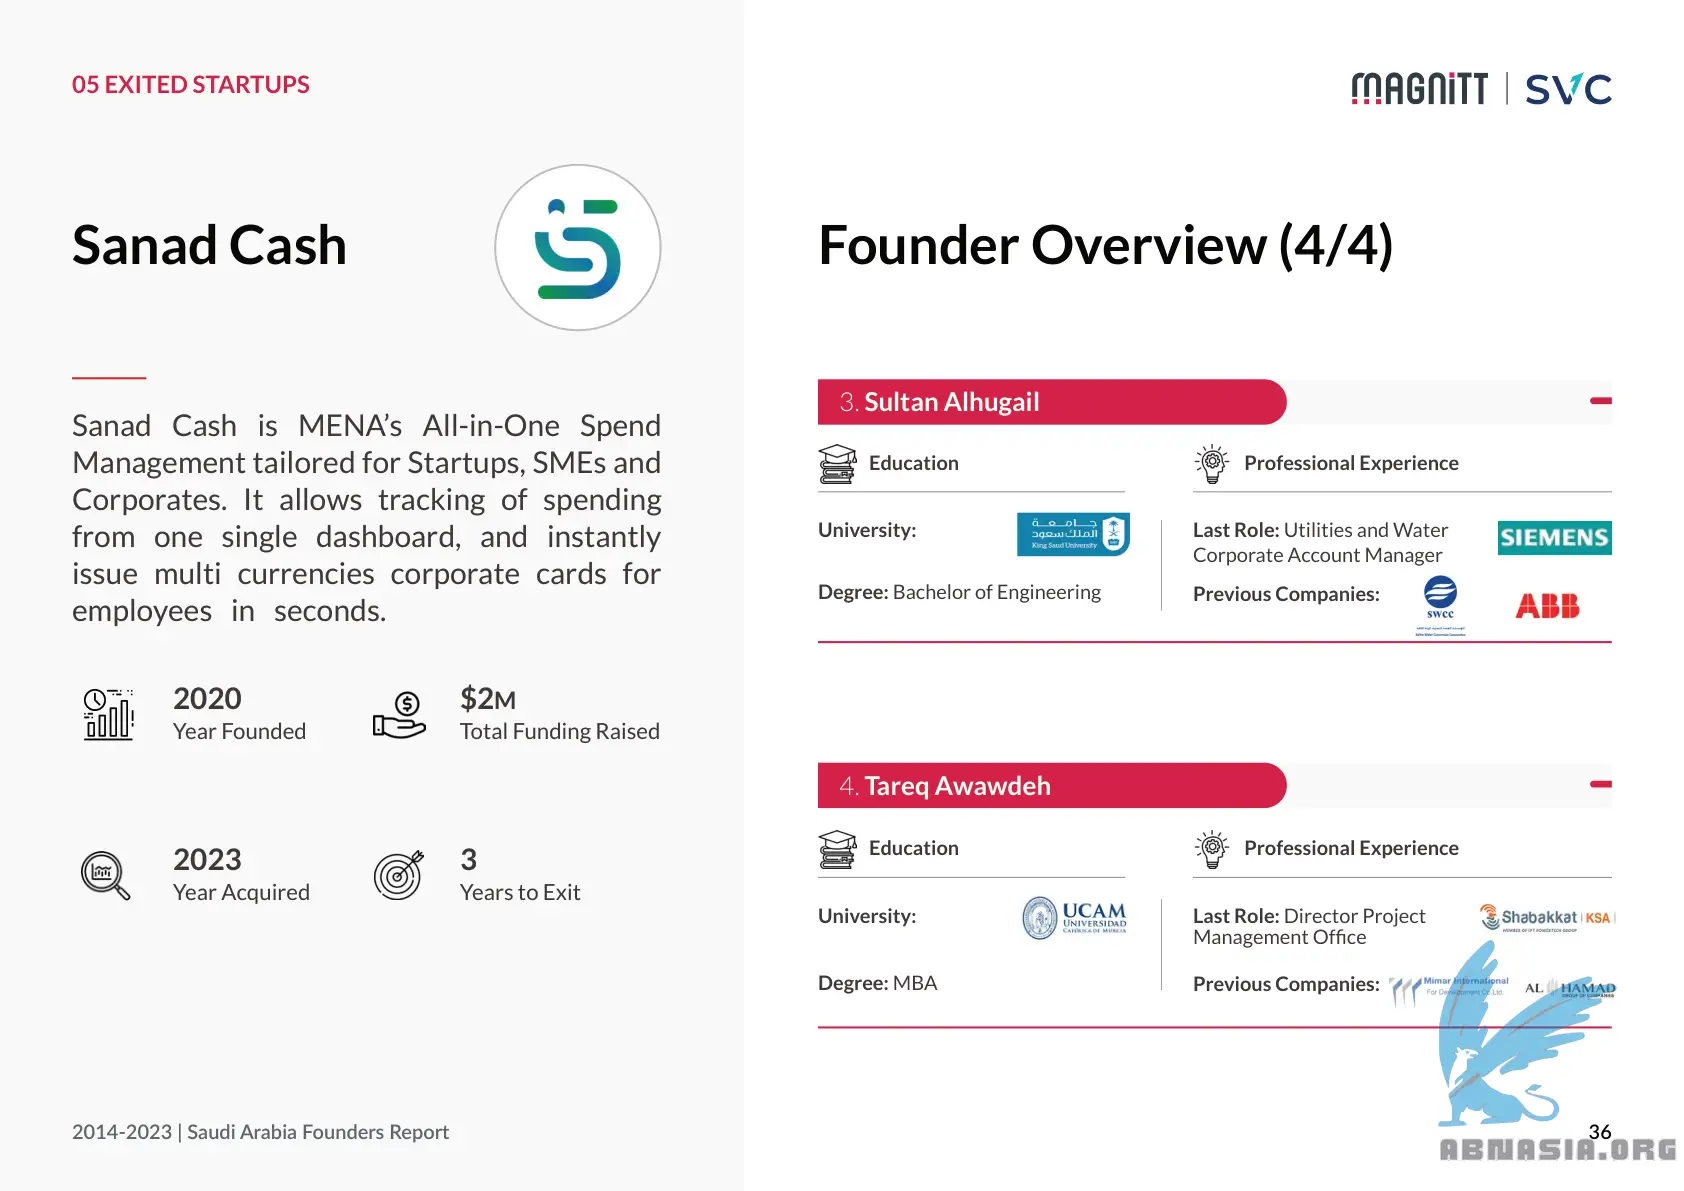 05 EXITED STARTUPS
MAGNiTT | SVC
Sanad Cash
Sanad Cash is MENA’s All-in-One Spend
Management tailored for Startups, SMEs and
Corporates. It allows tracking of spending
from one single dashboard, and instantly
issue multi currencies corporate cards for
employees in seconds.
2020
Year Founded
$2M
Total Funding Raised
2023
Year Acquired
3
Years to Exit
Founder Overview (4/4)
3. Sultan Alhugail
Education
University:
جامعة
الملك سعود
King Saud University
Degree: Bachelor of Engineering
Professional Experience
Last Role: Utilities and Water
Corporate Account Manager
SIEMENS
Previous Companies:
swcc
ABB
4. Tareq Awawdeh
Education
University:
UCAM
UNIVERSIDAD
CATÓLICA DE MURCIA
Degree: MBA
Professional Experience
Last Role: Director Project
Management Office
Shabakkat | KSA |
Previous Companies:
Mimar International
For Development Co.Ltd.
AL HAMAD
GROUP OF COMPANIES
2014-2023 | Saudi Arabia Founders Report
36
ABNASIA.ORG